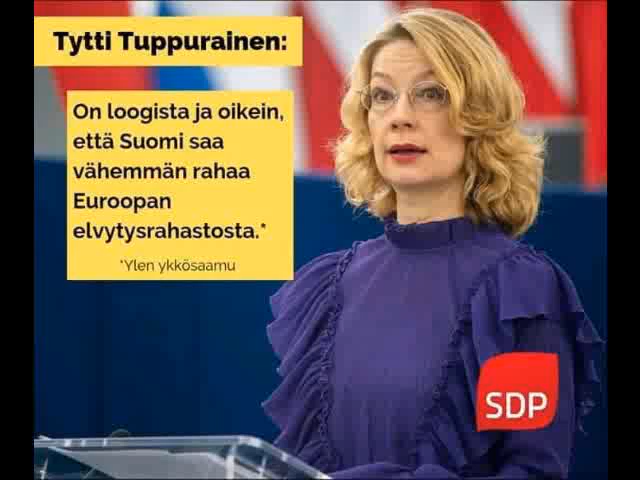 Tytti Tuppurainen:
On loogista ja oikein,
että Suomi saa
vähemmän rahaa
Euroopan
elvytysrahastosta.*
*Ylen ykkösaamu
SDP